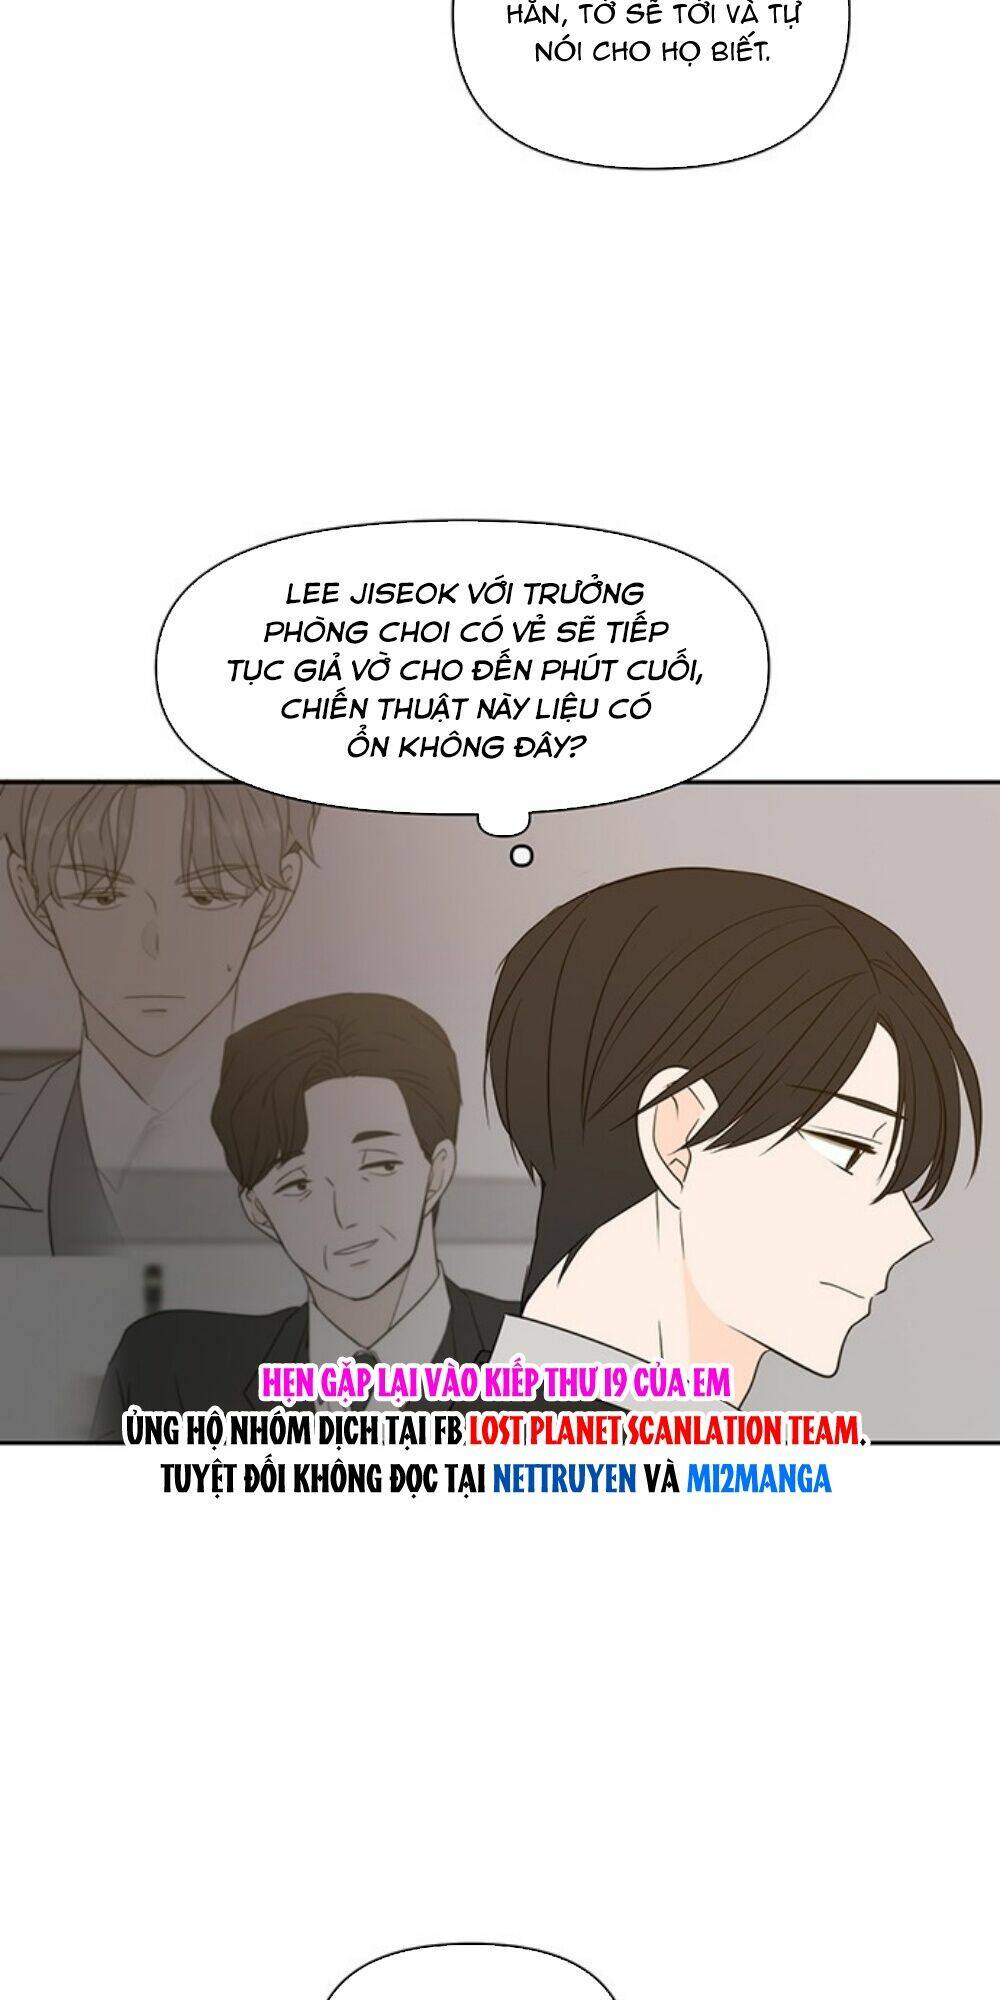 HẮN, TỚ SẼ TỚI VÀ TỰ
NÓI CHO HỌ BIẾT.
LEE JISEOK VỚI TRƯỞNG
PHÒNG CHOI CÓ VẺ SẼ TIẾP
TỤC GIẢ VỜ CHO ĐẾN PHÚT CUỐI,
CHIẾN THUẬT NÀY LIỆU CÓ
ỔN KHÔNG ĐÂY?
HẸN GẶP LẠI VÀO KIẾP THƯ 19 CỦA EM
ỦNG HỘ NHÓM DỊCH TẠI FB LOST PLANET SCANLATION TEAM.
TUYỆT ĐỐI KHÔNG ĐỌC TẠI NETTRUYEN VÀ MI2MANGA